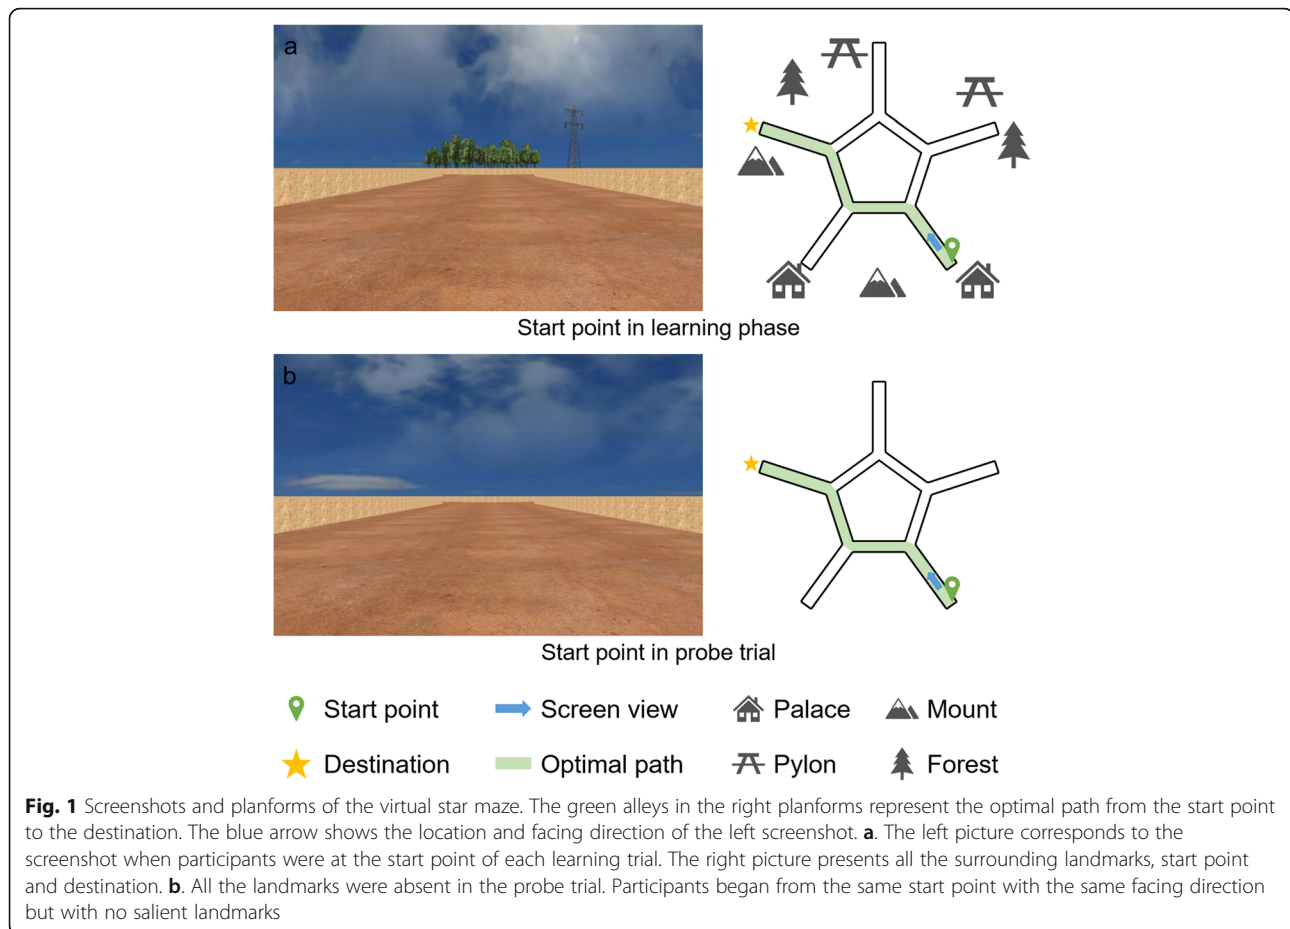 a
Start point in learning phase
b
Start point in probe trial
Start point
Screen view
Palace
Mount
Destination
Optimal path
Pylon
Forest
Fig. 1 Screenshots and planforms of the virtual star maze. The green alleys in the right planforms represent the optimal path from the start point
to the destination. The blue arrow shows the location and facing direction of the left screenshot. a. The left picture corresponds to the
screenshot when participants were at the start point of each learning trial. The right picture presents all the surrounding landmarks, start point
and destination. b. All the landmarks were absent in the probe trial. Participants began from the same start point with the same facing direction
but with no salient landmarks